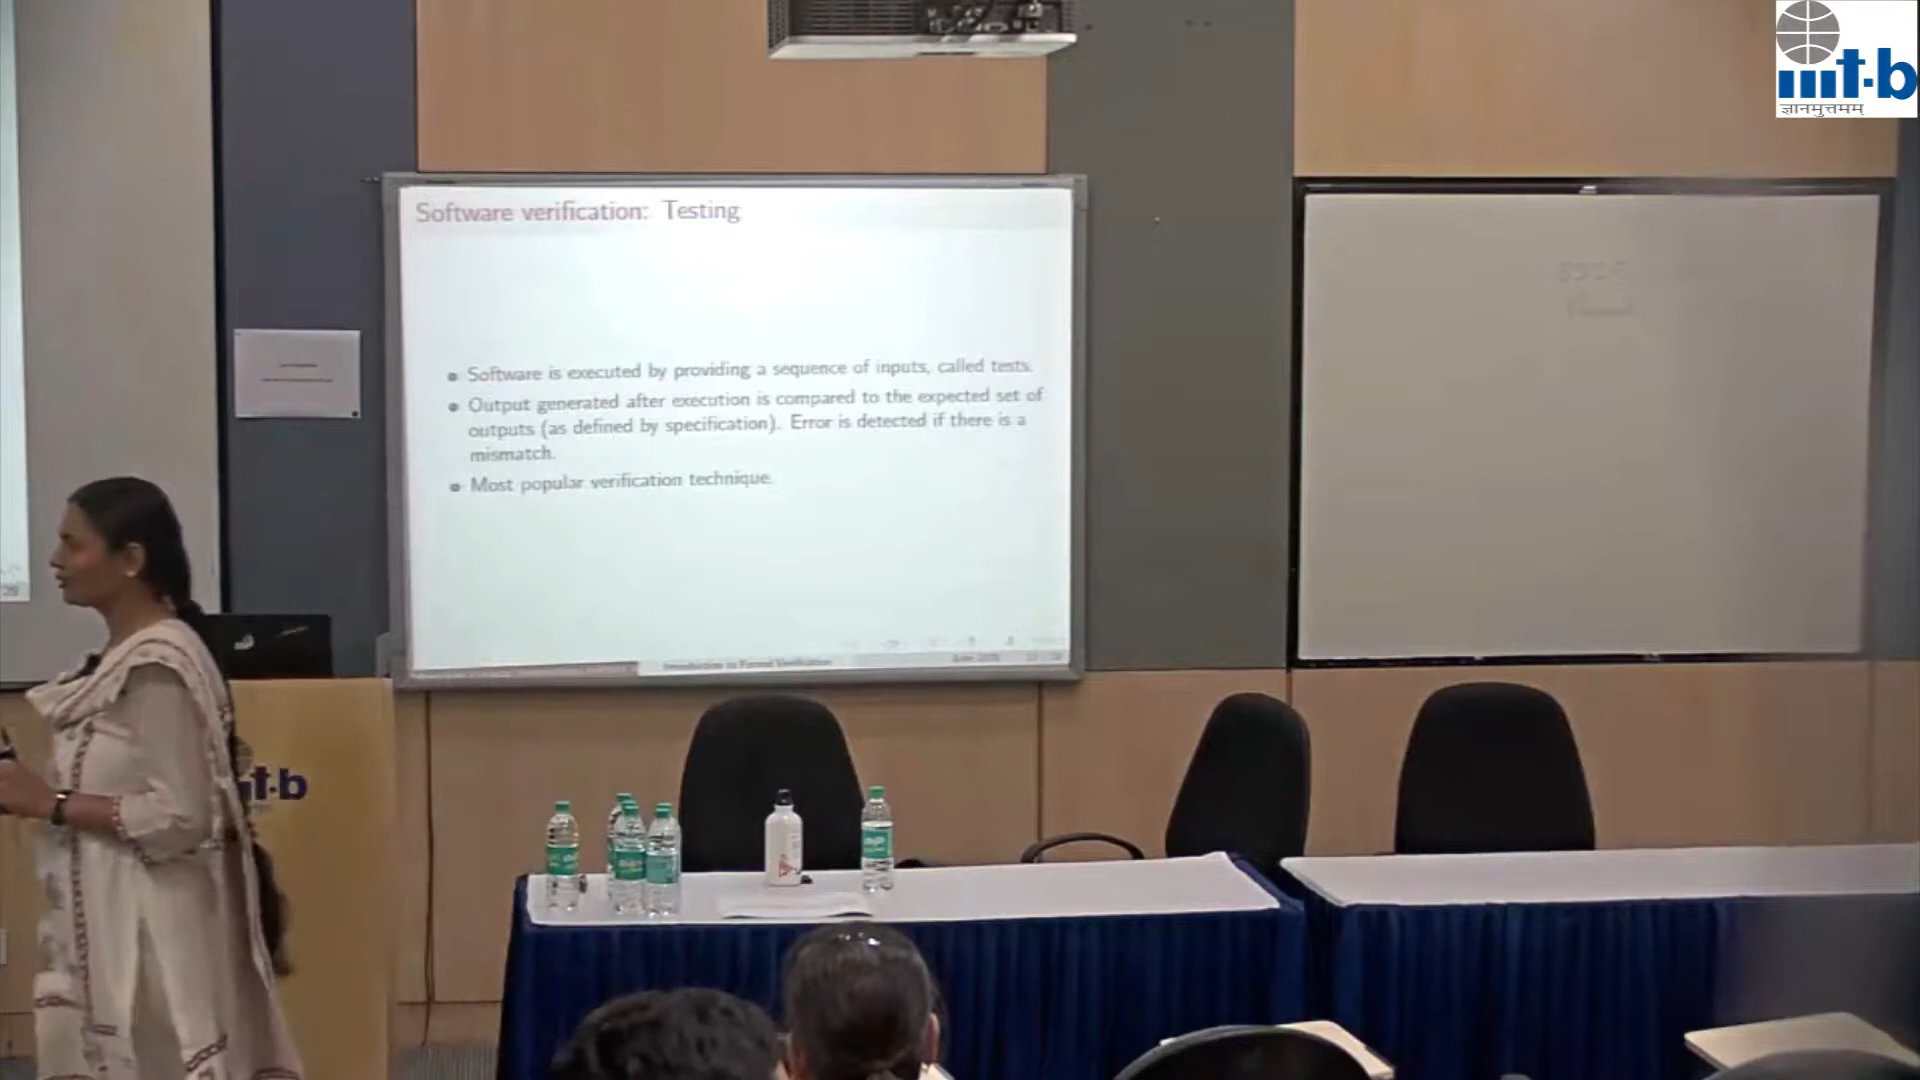 iiit-b
ज्ञानमुत्तमम्
Software verification: Testing
Software is executed by providing a sequence of inputs, called tests.
Output generated after execution is compared to the expected set of
outputs (as defined by specification). Error is detected if there is a
mismatch.
Most popular verification technique.
Introduction to Formal Verification